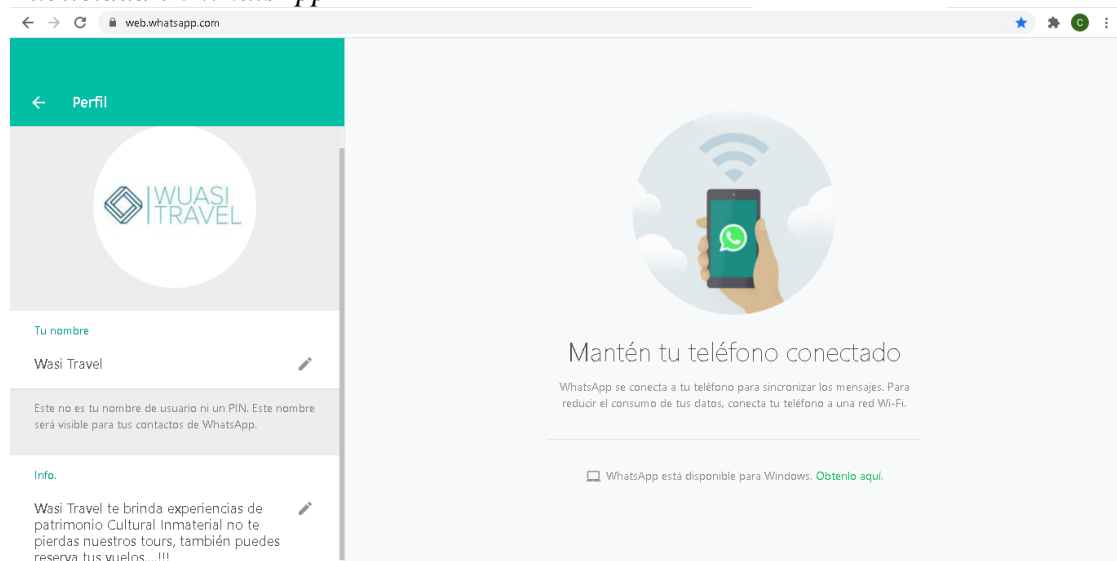 web.whatsapp.com
C
Perfil
WUASI
TRAVEL
Tu nombre
Wasi Travel
Este no es tu nombre de usuario ni un PIN. Este nombre
será visible para tus contactos de WhatsApp.
Info.
Wasi Travel te brinda experiencias de
patrimonio Cultural Inmaterial no te
pierdas nuestros tours, también puedes
reserva tus vuelos....!!!
Mantén tu teléfono conectado
WhatsApp se conecta a tu teléfono para sincronizar los mensajes. Para
reducir el consumo de tus datos, conecta tu teléfono a una red Wi-Fi.
WhatsApp está disponible para Windows. Obtenlo aquí.